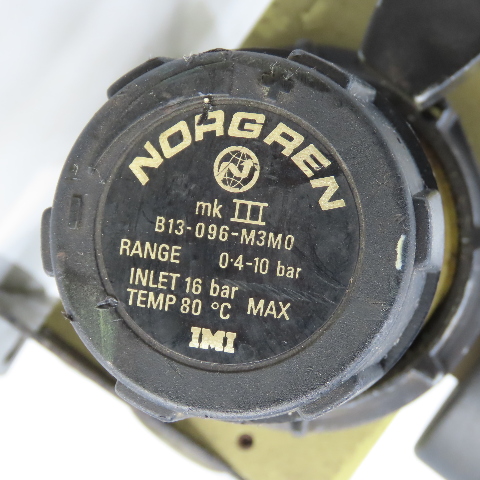 NORGREN
mk III
B13-096-M3M0
RANGE 0·4-10 bar
INLET 16 bar
TEMP 80 °C MAX
IMI